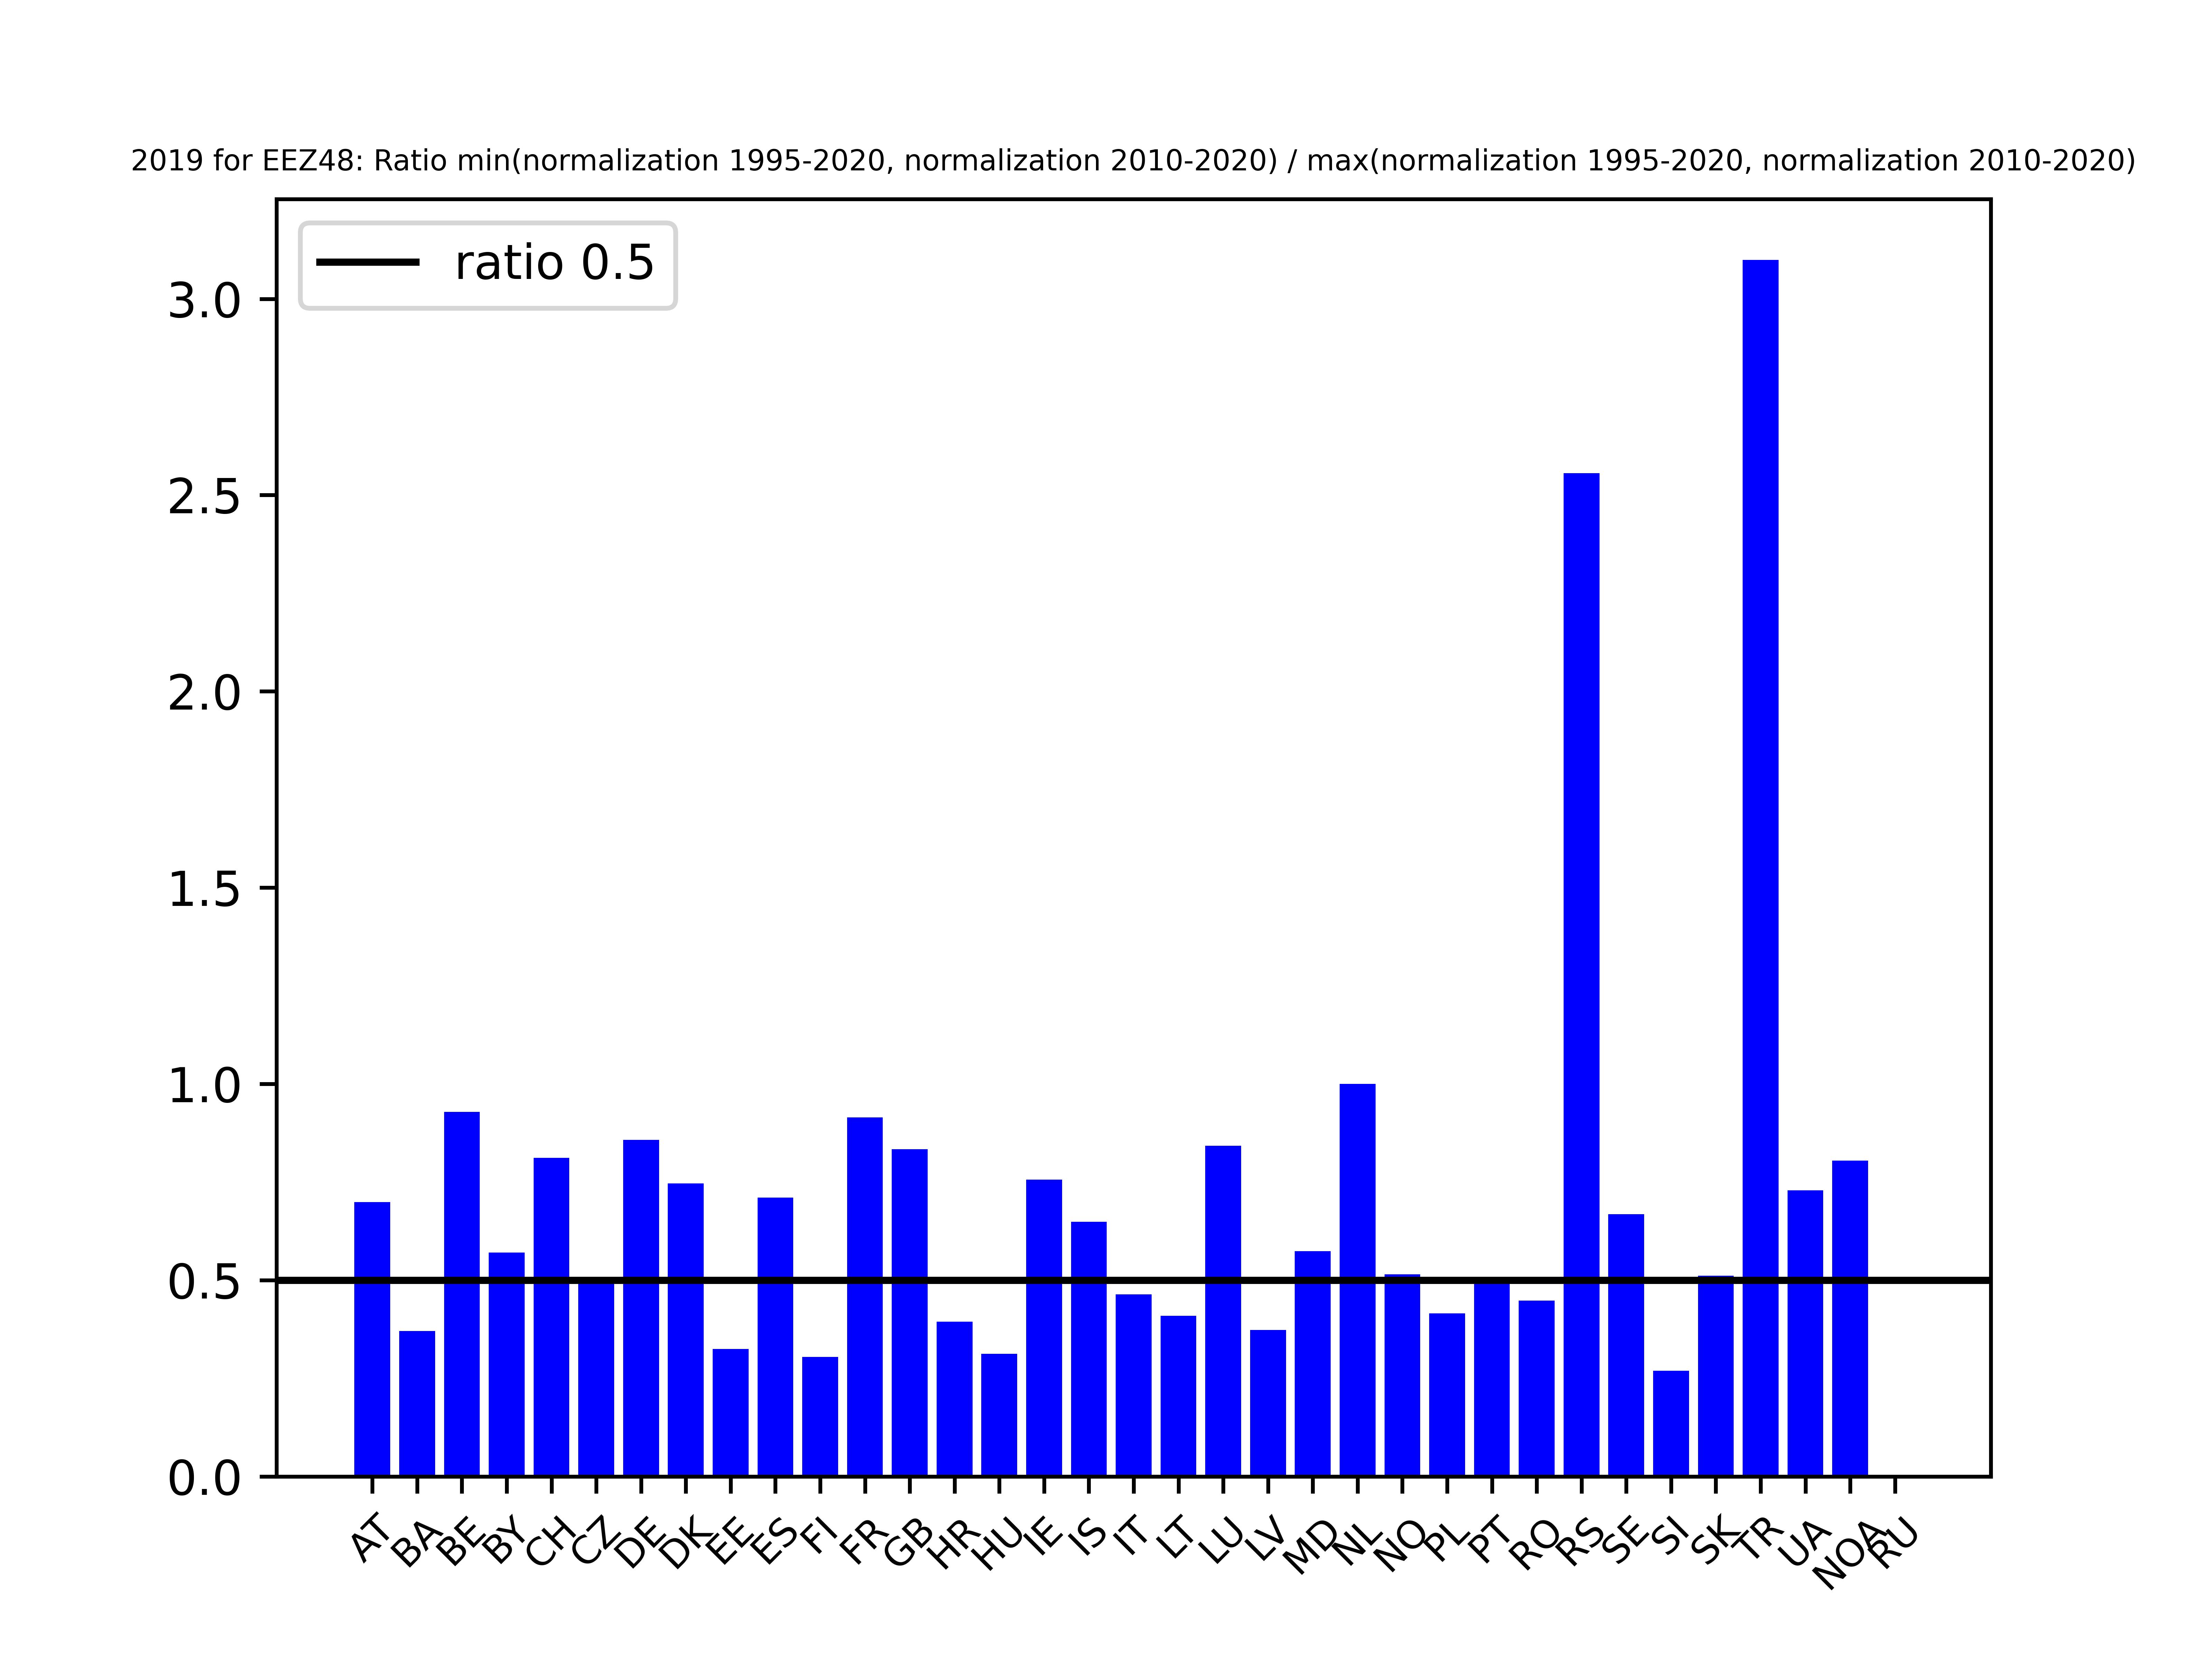 2019 for EEZ48: Ratio min(normalization 1995-2020, normalization 2010-2020) / max(normalization 1995-2020, normalization 2010-2020)
ratio 0.5
3.0
2.5
2.0
1.5
1.0
0.5
0.0
AT BA BE BY CH CZ DE DK EE ES FI FR GB HR HU IE IS IT LT LU LV MD NL NO PL PT RO RS SE SI SK TR UA NOA RU